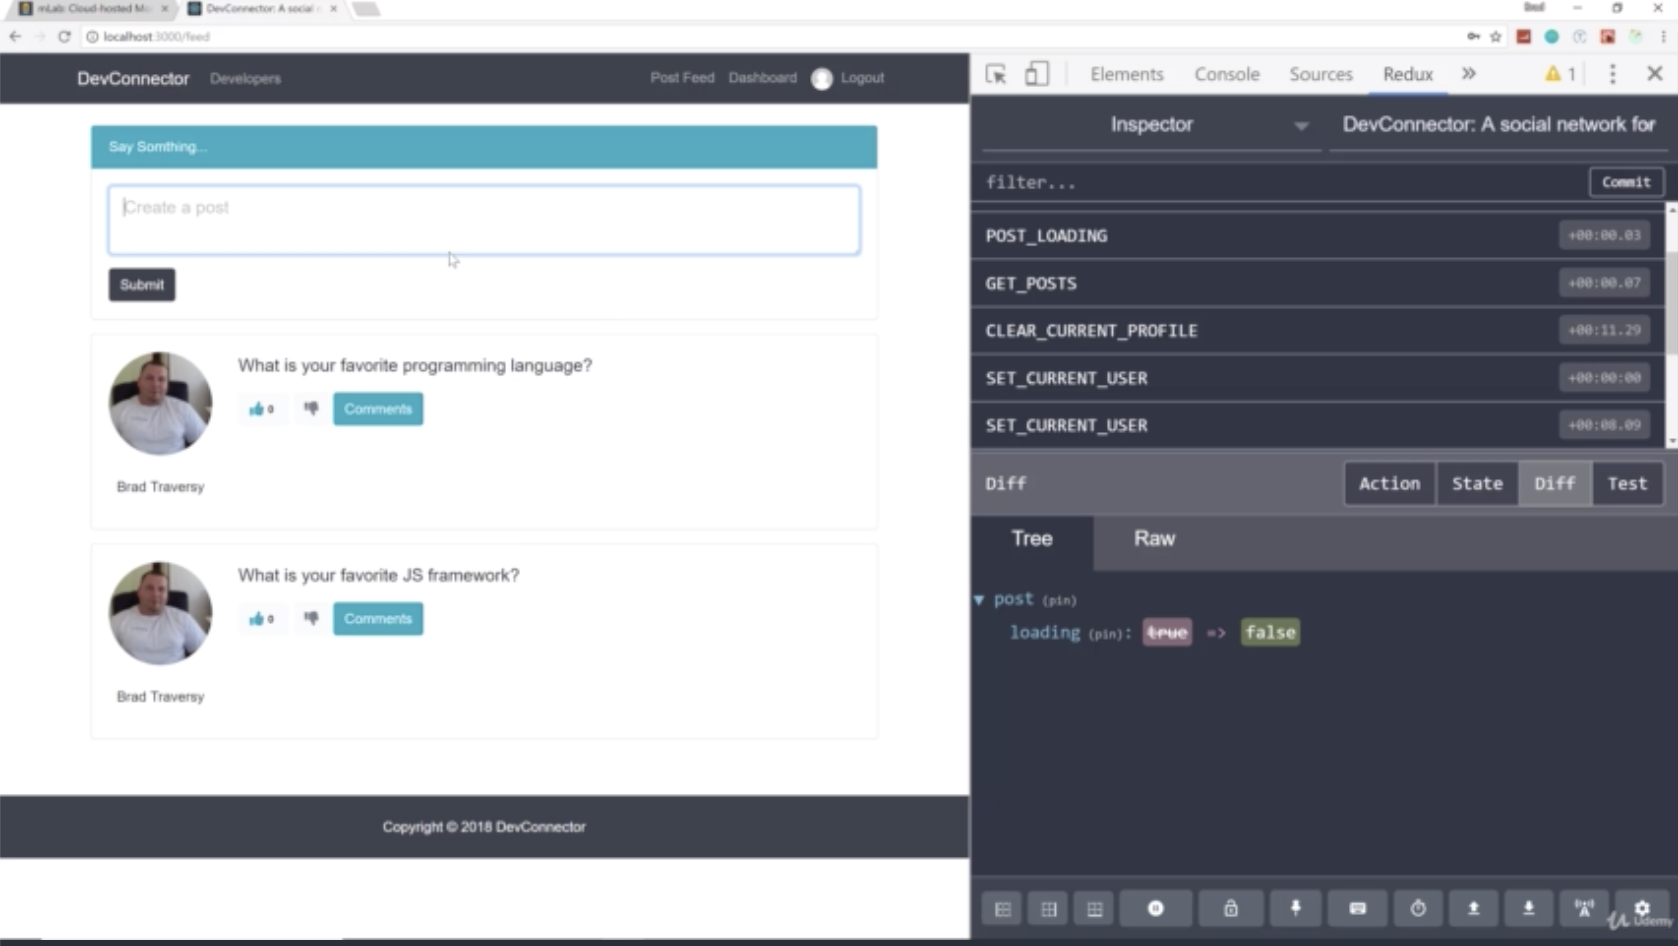 mLab: Cloud-hosted Mo
DevConnector: A social n
localhost:3000/feed
DevConnector
Developers
Post Feed
Dashboard
Logout
Say Somthing...
Create a post
Submit
What is your favorite programming language?
0
Comments
Brad Traversy
What is your favorite JS framework?
0
Comments
Brad Traversy
Copyright © 2018 DevConnector
Elements
Console
Sources
Redux
1
Inspector
DevConnector: A social network for
filter...
Commit
POST_LOADING
+00:00.03
GET_POSTS
+00:00.07
CLEAR_CURRENT_PROFILE
+00:11.29
SET_CURRENT_USER
+00:00:00
SET_CURRENT_USER
+00:08.09
Diff
Action
State
Diff
Test
Tree
Raw
post (pin)
loading (pin): true => false
Udemy